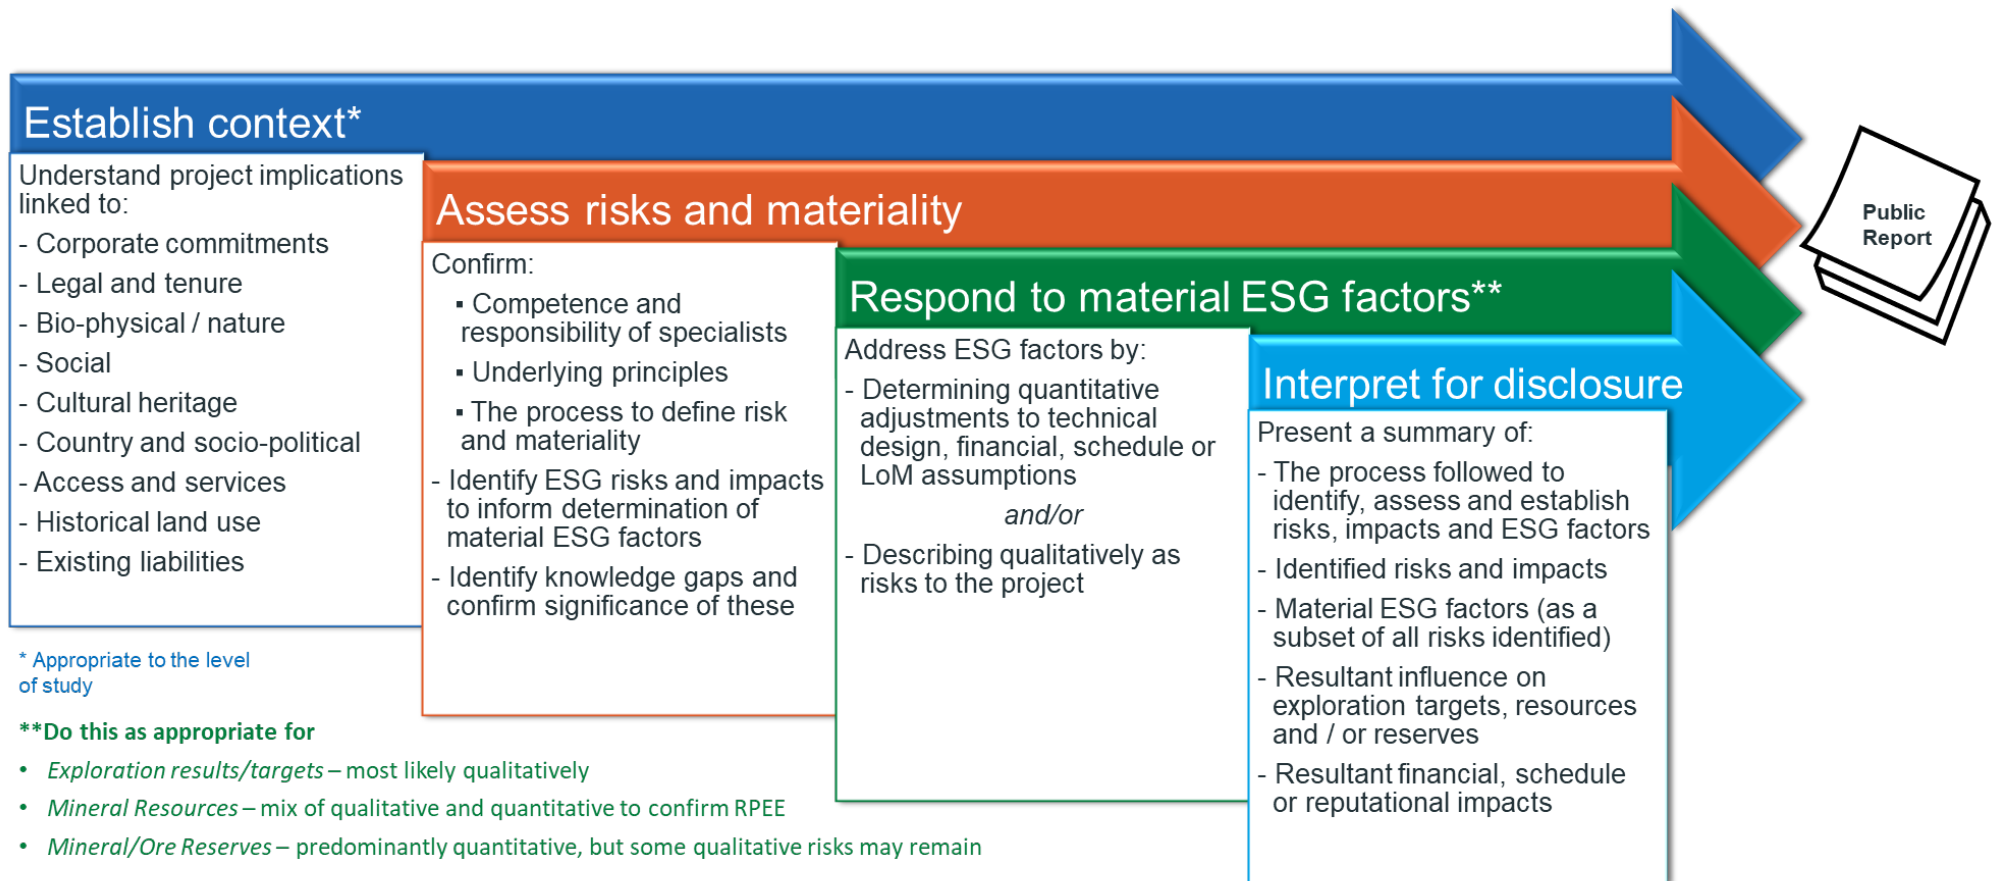 Establish context*
Understand project implications
linked to:
- Corporate commitments
- Legal and tenure
- Bio-physical / nature
- Social
- Cultural heritage
- Country and socio-political
- Access and services
- Historical land use
- Existing liabilities
* Appropriate to the level
of study
Assess risks and materiality
Confirm:
▪ Competence and
responsibility of specialists
▪ Underlying principles
▪ The process to define risk
and materiality
- Identify ESG risks and impacts
to inform determination of
material ESG factors
- Identify knowledge gaps and
confirm significance of these
Respond to material ESG factors**
Address ESG factors by:
- Determining quantitative
adjustments to technical
design, financial, schedule or
LoM assumptions
and/or
- Describing qualitatively as
risks to the project
Interpret for disclosure
Present a summary of:
- The process followed to
identify, assess and establish
risks, impacts and ESG factors
- Identified risks and impacts
- Material ESG factors (as a
subset of all risks identified)
- Resultant influence on
exploration targets, resources
and / or reserves
- Resultant financial, schedule
or reputational impacts
Public
Report
**Do this as appropriate for
• Exploration results/targets – most likely qualitatively
• Mineral Resources – mix of qualitative and quantitative to confirm RPEE
• Mineral/Ore Reserves – predominantly quantitative, but some qualitative risks may remain